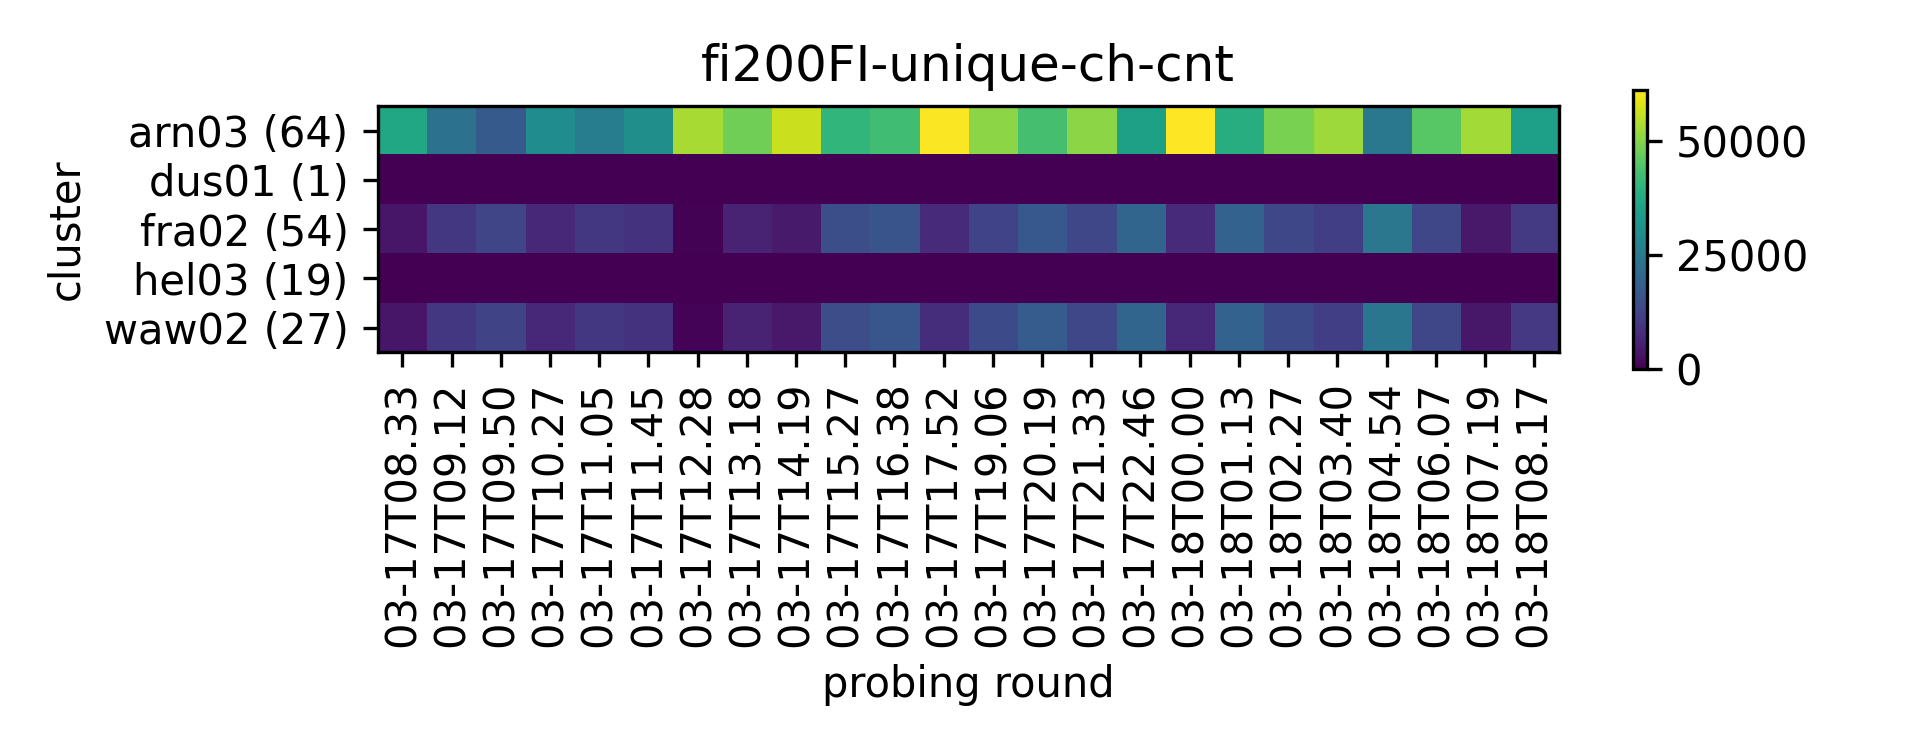 fi200FI-unique-ch-cnt
cluster
arn03 (64)
dus01 (1)
fra02 (54)
hel03 (19)
waw02 (27)
50000
25000
0
03-17T08.33
03-17T09.12
03-17T09.50
03-17T10.27
03-17T11.05
03-17T11.45
03-17T12.28
03-17T13.18
03-17T14.19
03-17T15.27
03-17T16.38
03-17T17.52
03-17T19.06
03-17T20.19
03-17T21.33
03-17T22.46
03-18T00.00
03-18T01.13
03-18T02.27
03-18T03.40
03-18T04.54
03-18T06.07
03-18T07.19
03-18T08.17
probing round